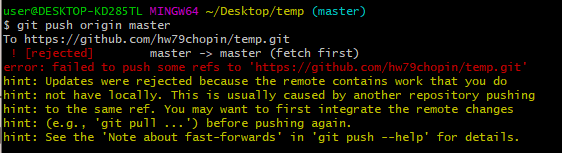 user@DESKTOP-KD285TL MINGW64 ~/Desktop/temp (master)
$ git push origin master
To https://github.com/hw79chopin/temp.git
! [rejected] master -> master (fetch first)
error: failed to push some refs to 'https://github.com/hw79chopin/temp.git'
hint: Updates were rejected because the remote contains work that you do
hint: not have locally. This is usually caused by another repository pushing
hint: to the same ref. You may want to first integrate the remote changes
hint: (e.g., 'git pull ...') before pushing again.
hint: See the 'Note about fast-forwards' in 'git push --help' for details.